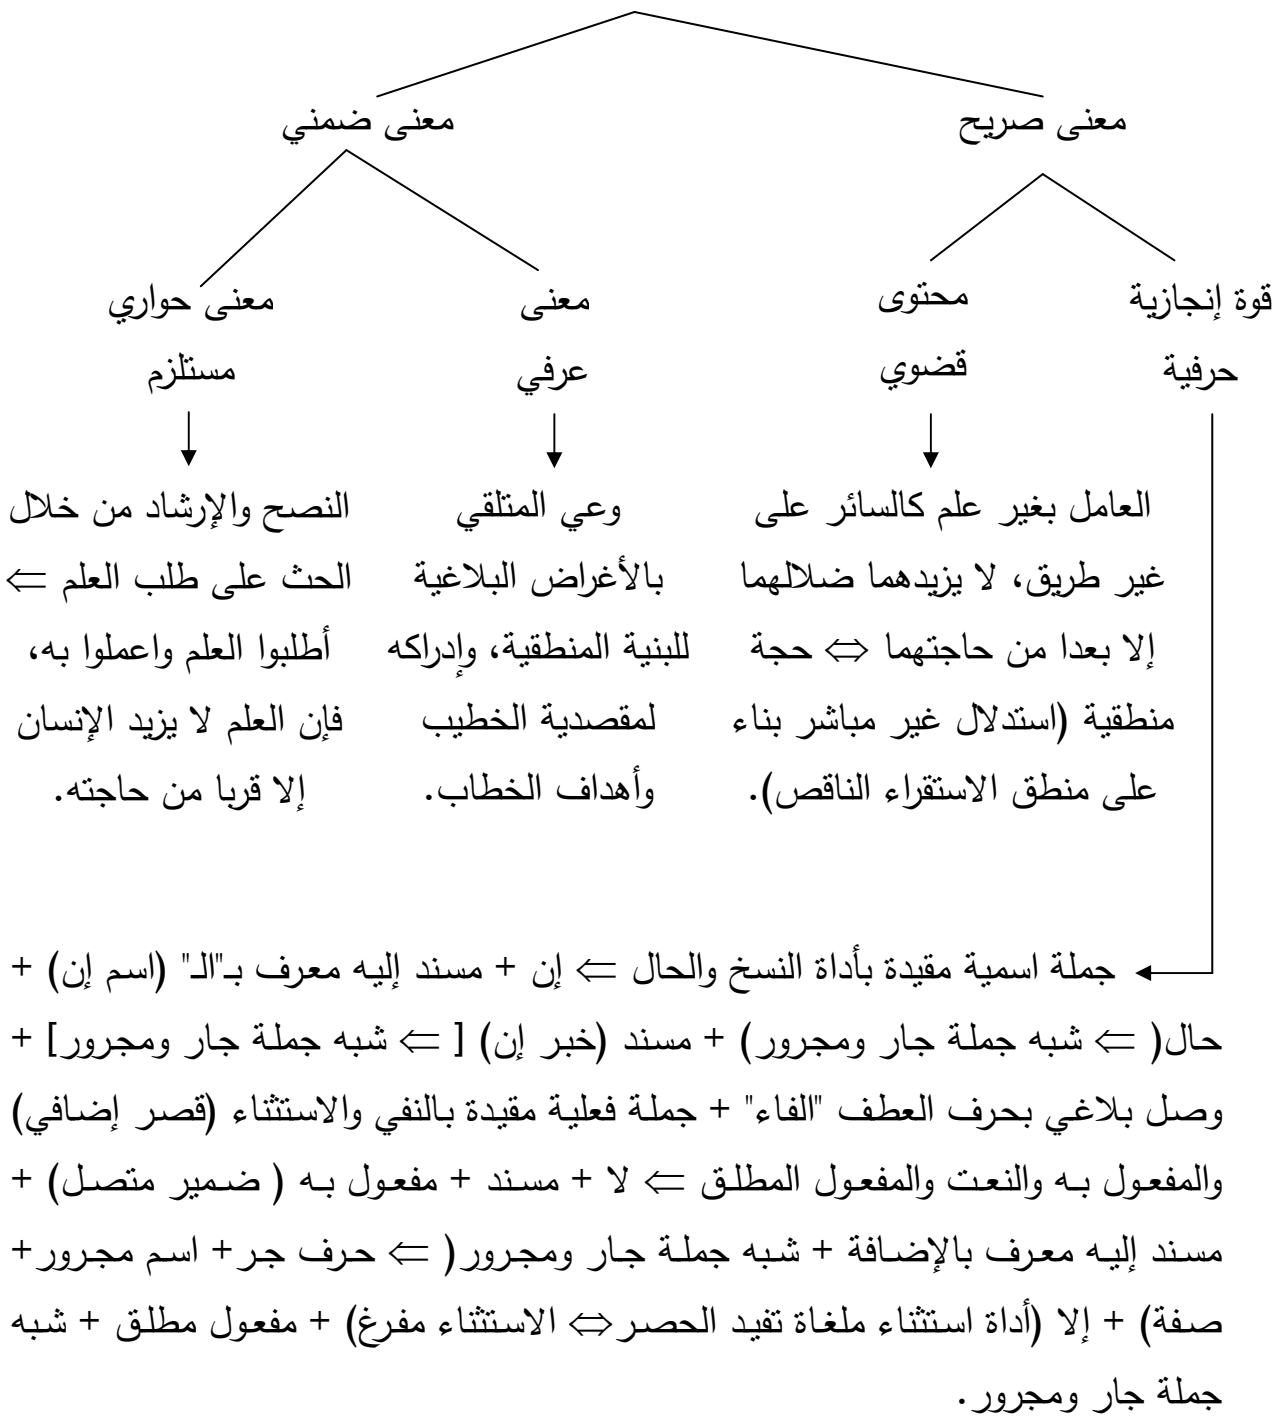 معنى صريح
معنى ضمني
قوة إنجازية
حرفية
محتوى
قضوي
معنى
عرفي
معنى حواري
مستلزم
العامل بغير علم كالسائر على
غير طريق، لا يزيدهما ضلالهما
إلا بعدا من حاجتهما ⇔ حجة
منطقية (استدلال غير مباشر بناء
على منطق الاستقراء الناقص).
وعي المتلقي
بالأغراض البلاغية
للبنية المنطقية، وإدراكه
لمقصدية الخطيب
وأهداف الخطاب.
النصح والإرشاد من خلال
الحث على طلب العلم ⇐
أطلبوا العلم واعملوا به،
فإن العلم لا يزيد الإنسان
إلا قربا من حاجته.
جملة اسمية مقيدة بأداة النسخ والحال ⇐ إن + مسند إليه معرف بـ"الـ" (اسم إن) +
حال( ⇐ شبه جملة جار ومجرور) + مسند (خبر إن) [ ⇐ شبه جملة جار ومجرور] +
وصل بلاغي بحرف العطف "الفاء" + جملة فعلية مقيدة بالنفي والاستثناء (قصر إضافي)
والمفعول به والنعت والمفعول المطلق ⇐ لا + مسند + مفعول به ( ضمير متصل) +
مسند إليه معرف بالإضافة + شبه جملة جار ومجرور( ⇐ حرف جر+ اسم مجرور+
صفة) + إلا (أداة استثناء ملغاة تفيد الحصر⇔ الاستثناء مفرغ) + مفعول مطلق + شبه
جملة جار ومجرور.